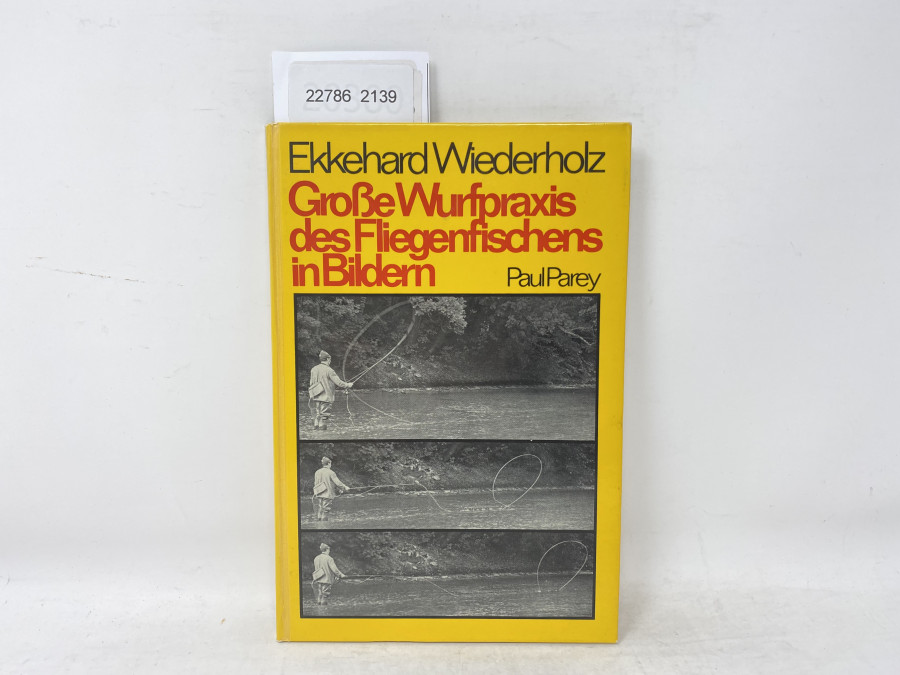 22786 2139
Ekkehard Wiederholz
Große Wurfpraxis
des Fliegenfischens
in Bildern
Paul Parey